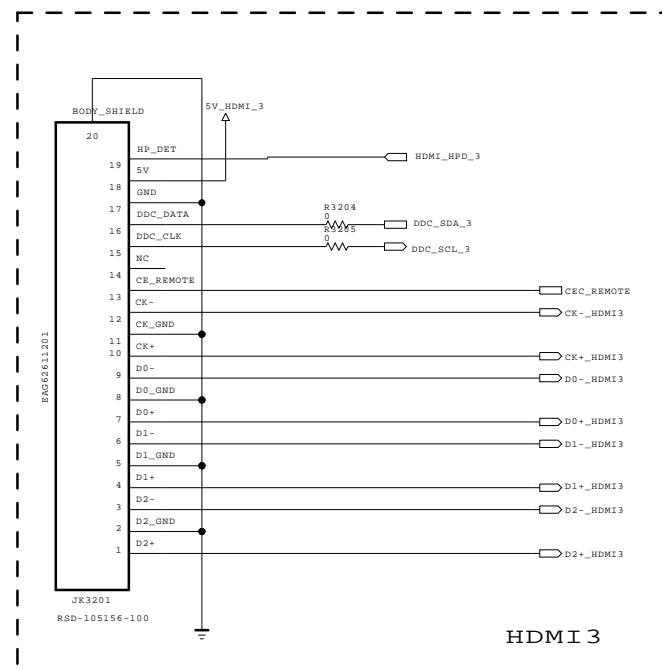 5V_HDMI_3
BODY_SHIELD
20
HP_DET
19
HDMI_HPD_3
5V
18
GND
17
R3204
0
DDC_DATA
DDC_SDA_3
16
R3205
0
DDC_CLK
DDC_SCL_3
15
NC
14
CE_REMOTE
CEC_REMOTE
13
CK-
CK-_HDMI3
12
CK_GND
11
CK+
CK+_HDMI3
10
D0-
D0-_HDMI3
9
D0_GND
8
D0+
D0+_HDMI3
7
D1-
D1-_HDMI3
6
D1_GND
5
D1+
D1+_HDMI3
4
D2-
D2-_HDMI3
3
D2_GND
2
D2+
D2+_HDMI3
1
EAG62611201
JK3201
RSD-105156-100
HDMI3